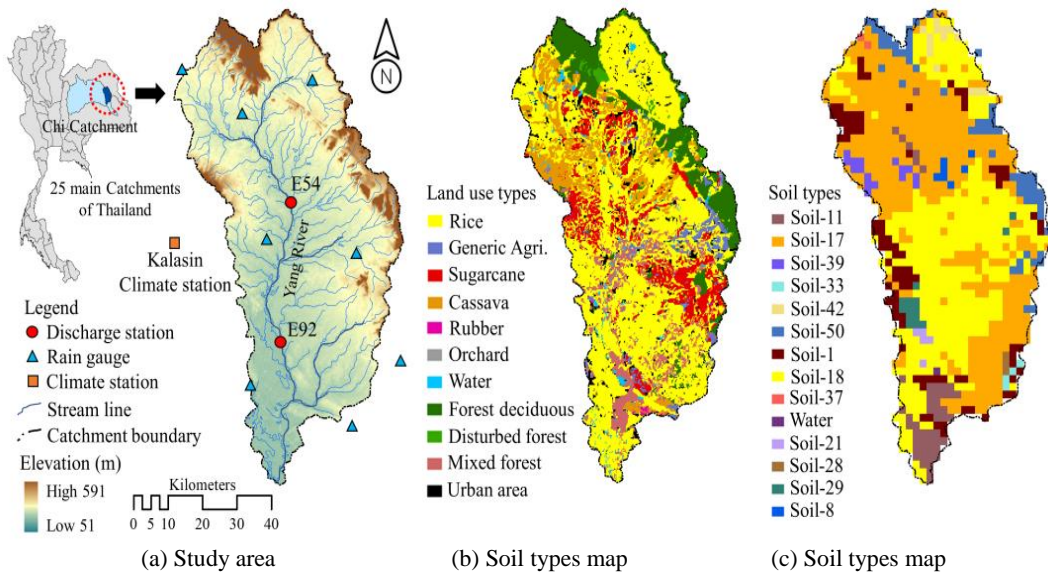 Chi Catchment
25 main Catchments
of Thailand
Kalasin
Climate station
Legend
Discharge station
Rain gauge
Climate station
Stream line
Catchment boundary
Elevation (m)
High 591
Low 51
Kilometers
0 5 10 20 30 40
N
E54
Yang River
E92
(a) Study area
Land use types
Rice
Generic Agri.
Sugarcane
Cassava
Rubber
Orchard
Water
Forest deciduous
Disturbed forest
Mixed forest
Urban area
(b) Soil types map
Soil types
Soil-11
Soil-17
Soil-39
Soil-33
Soil-42
Soil-50
Soil-1
Soil-18
Soil-37
Water
Soil-21
Soil-28
Soil-29
Soil-8
(c) Soil types map